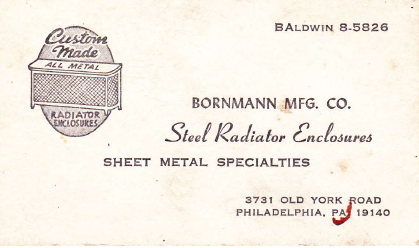 BALDWIN 8-5826
Custom
Made
ALL METAL
RADIATOR
ENCLOSURES
BORNMANN MFG. CO.
Steel Radiator Enclosures
SHEET METAL SPECIALTIES
3731 OLD YORK ROAD
PHILADELPHIA, PA 19140